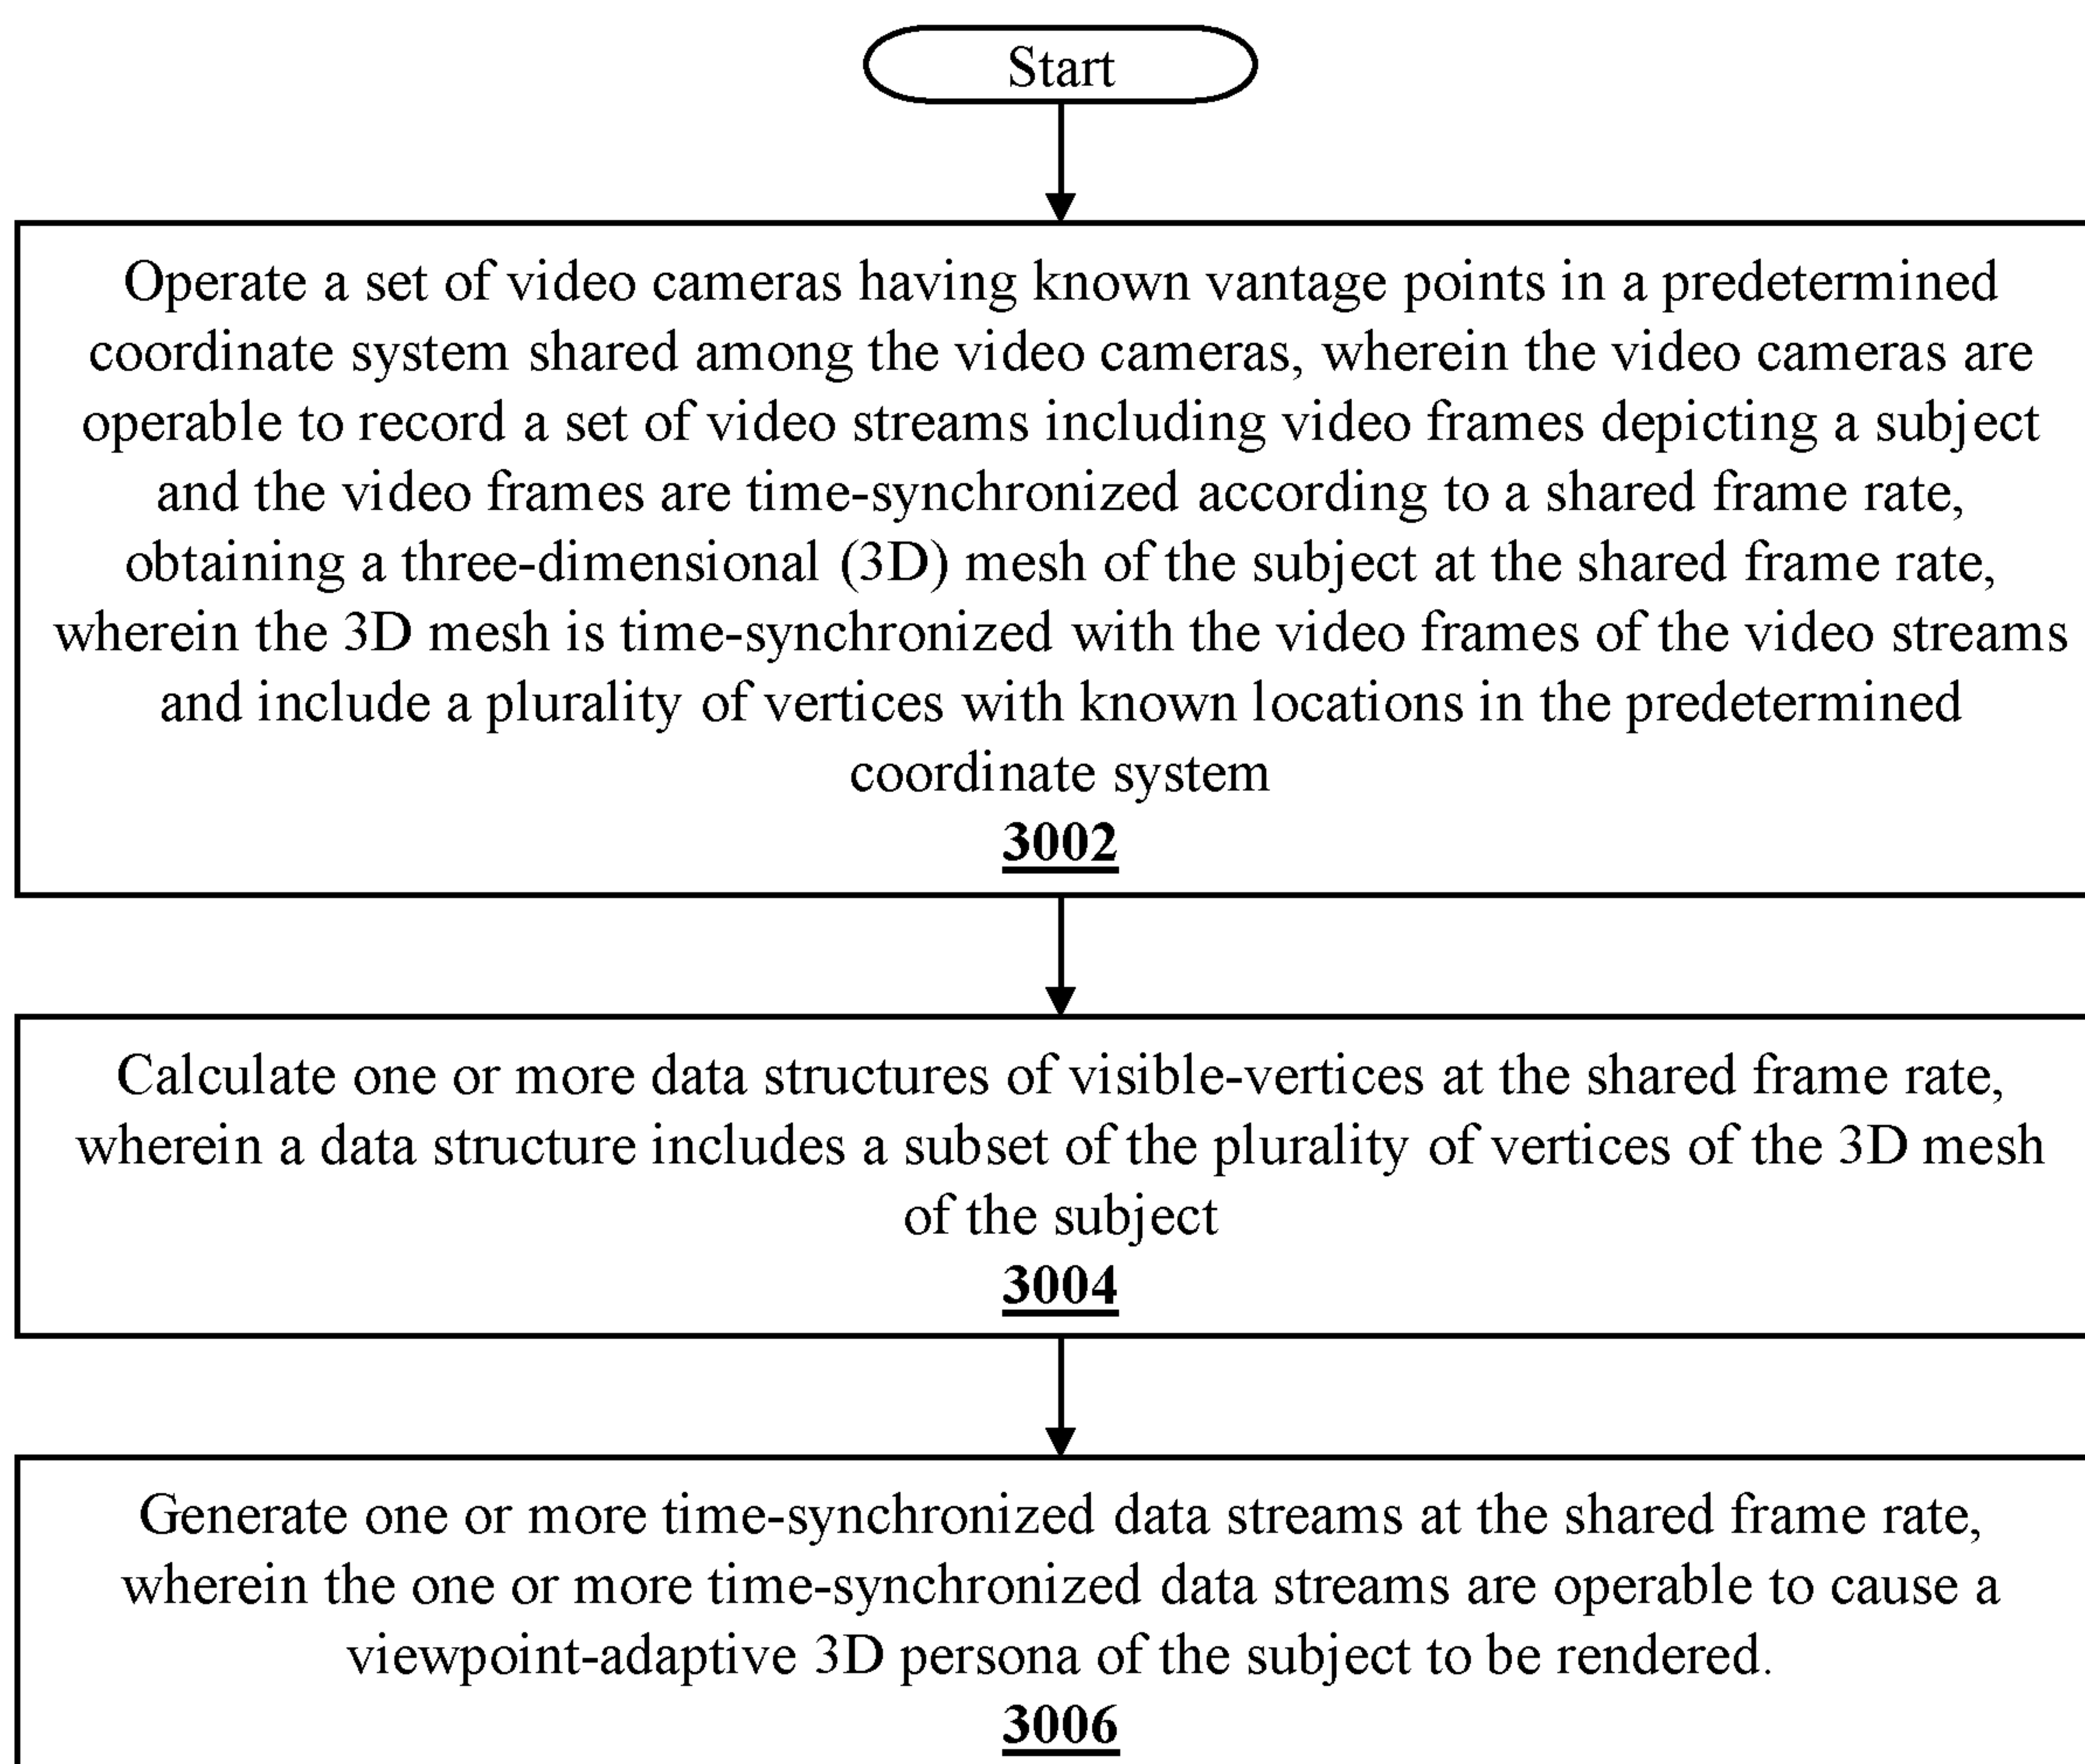 Start
Operate a set of video cameras having known vantage points in a predetermined
coordinate system shared among the video cameras, wherein the video cameras are
operable to record a set of video streams including video frames depicting a subject
and the video frames are time-synchronized according to a shared frame rate,
obtaining a three-dimensional (3D) mesh of the subject at the shared frame rate,
wherein the 3D mesh is time-synchronized with the video frames of the video streams
and include a plurality of vertices with known locations in the predetermined
coordinate system
3002
Calculate one or more data structures of visible-vertices at the shared frame rate,
wherein a data structure includes a subset of the plurality of vertices of the 3D mesh
of the subject
3004
Generate one or more time-synchronized data streams at the shared frame rate,
wherein the one or more time-synchronized data streams are operable to cause a
viewpoint-adaptive 3D persona of the subject to be rendered.
3006